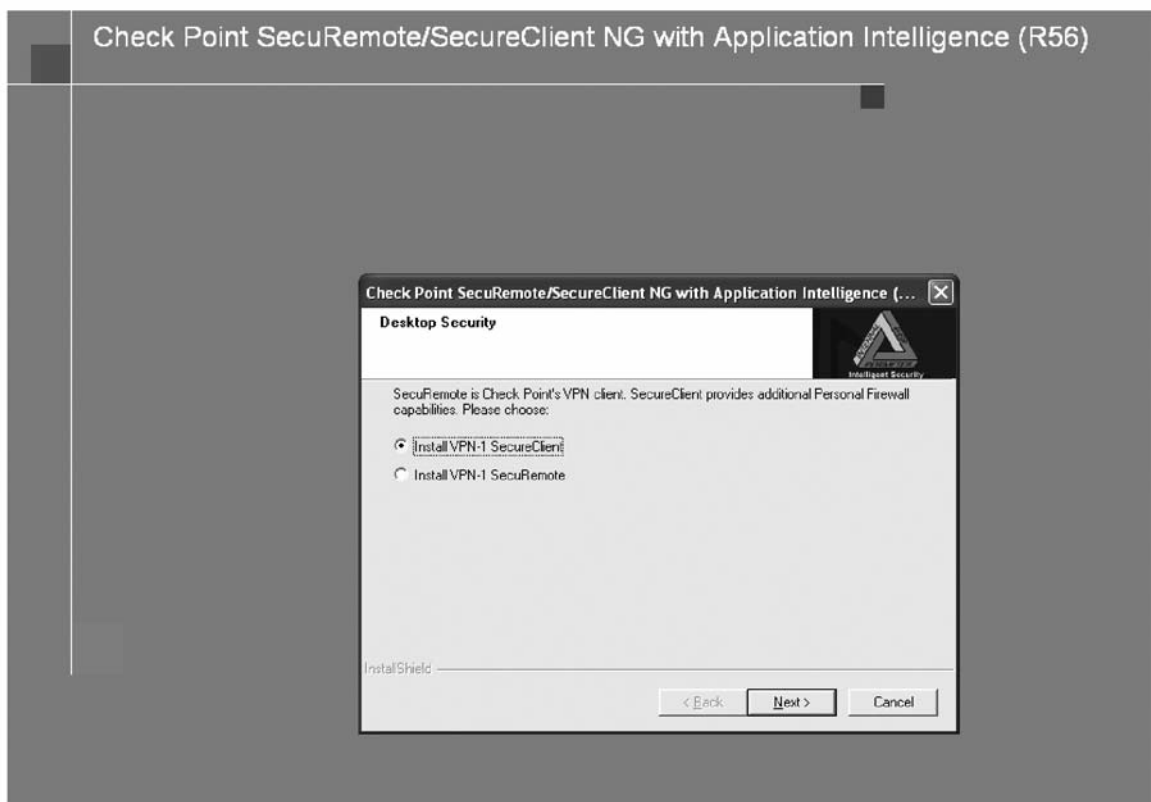 Check Point SecuRemote/SecureClient NG with Application Intelligence (R56)
Check Point SecuRemote/SecureClient NG with Application Intelligence (...
Desktop Security
Intelligent Security
SecuRemote is Check Point's VPN client. SecureClient provides additional Personal Firewall
capabilities. Please choose:
Install VPN-1 SecureClient
Install VPN-1 SecuRemote
InstallShield
< Back
Next >
Cancel